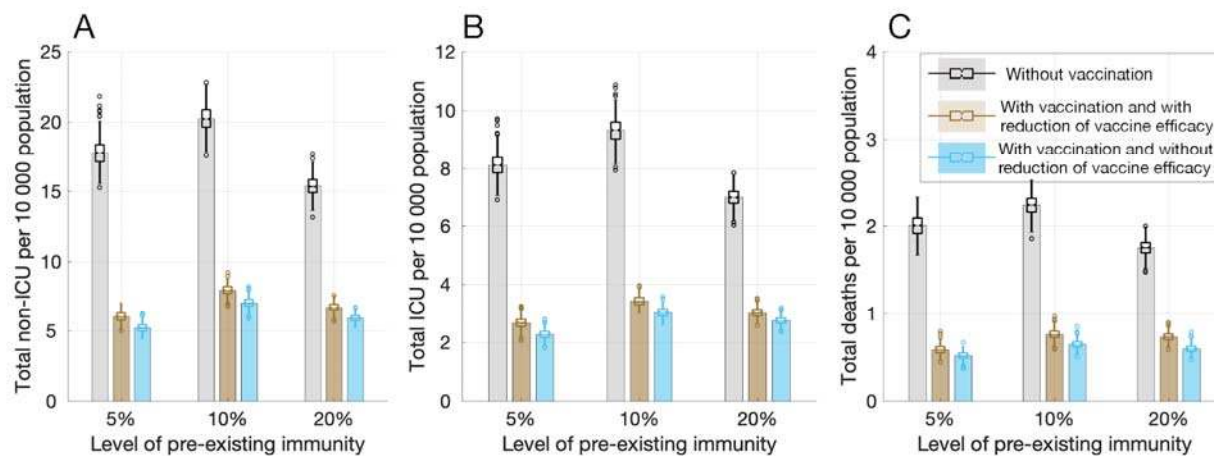 A
Total non-ICU per 10 000 population
25
20
15
10
5
0
5%
10%
20%
Level of pre-existing immunity
B
Total ICU per 10 000 population
12
10
8
6
4
2
0
5%
10%
20%
Level of pre-existing immunity
C
Total deaths per 10 000 population
4
3
2
1
0
Without vaccination
With vaccination and with
reduction of vaccine efficacy
With vaccination and without
reduction of vaccine efficacy
5%
10%
20%
Level of pre-existing immunity